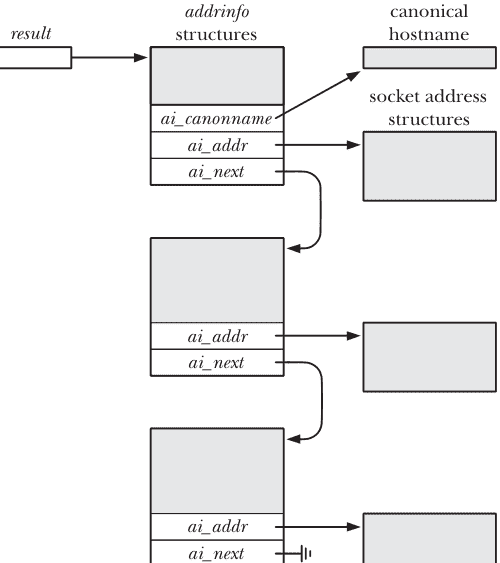 result
addrinfo
structures
canonical
hostname
ai_canonname
socket address
structures
ai_addr
ai_next
ai_addr
ai_next
ai_addr
ai_next